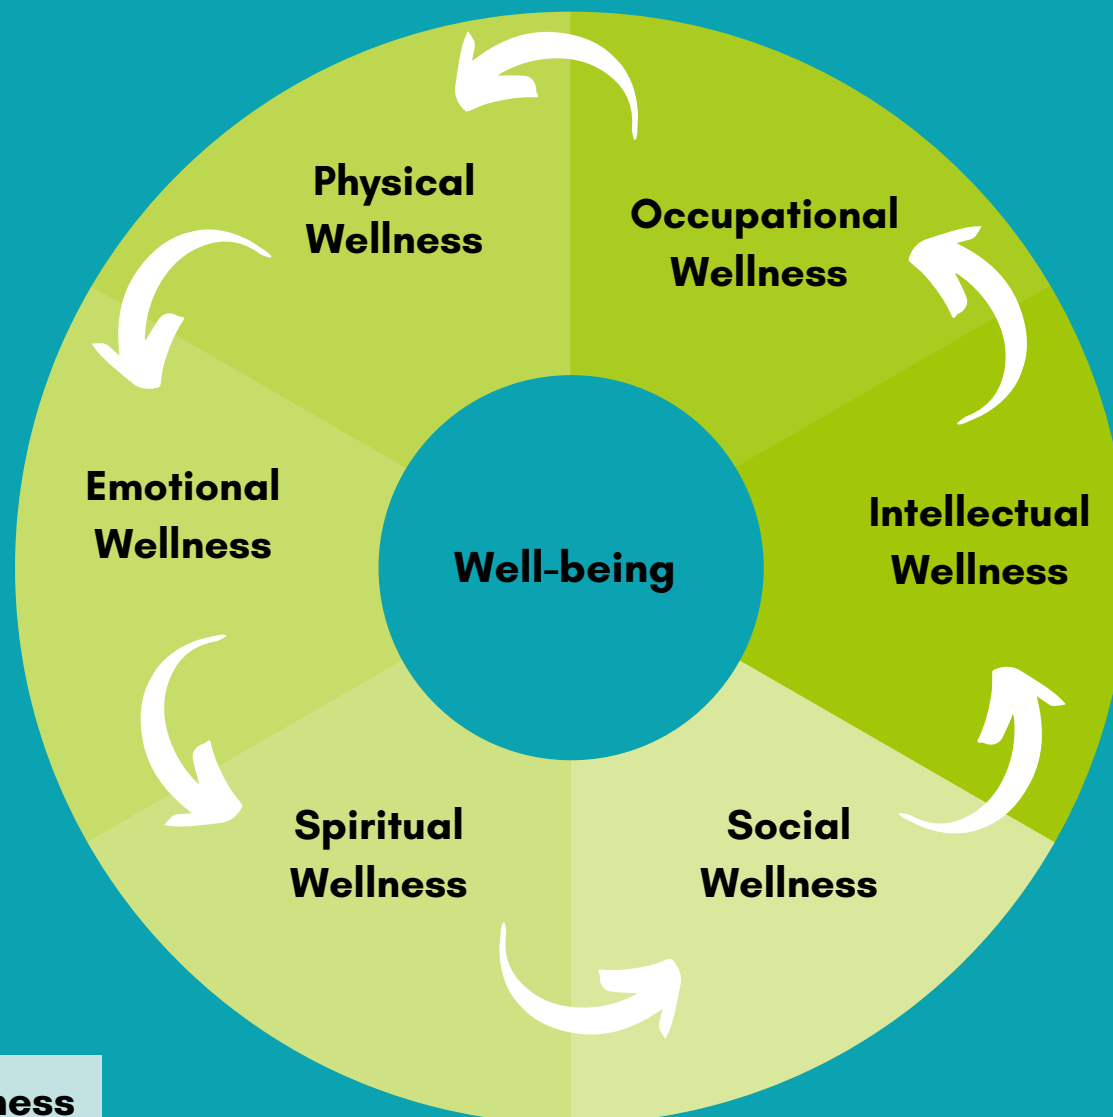 Physical
Wellness
Occupational
Wellness
Emotional
Wellness
Intellectual
Wellness
Well-being
Spiritual
Wellness
Social
Wellness